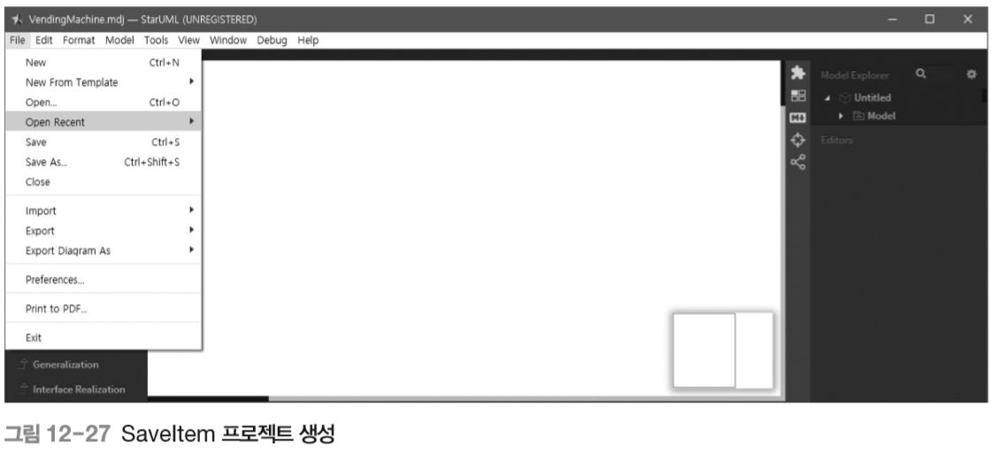 VendingMachine.mdj — StarUML (UNREGISTERED)
File Edit Format Model Tools View Window Debug Help
New Ctrl+N
New From Template
Open... Ctrl+O
Open Recent
Save Ctrl+S
Save As... Ctrl+Shift+S
Close
Import
Export
Export Diagram As
Preferences...
Print to PDF...
Exit
Generalization
Interface Realization
Model Explorer
Untitled
Model
Editors
그림 12-27 SaveItem 프로젝트 생성